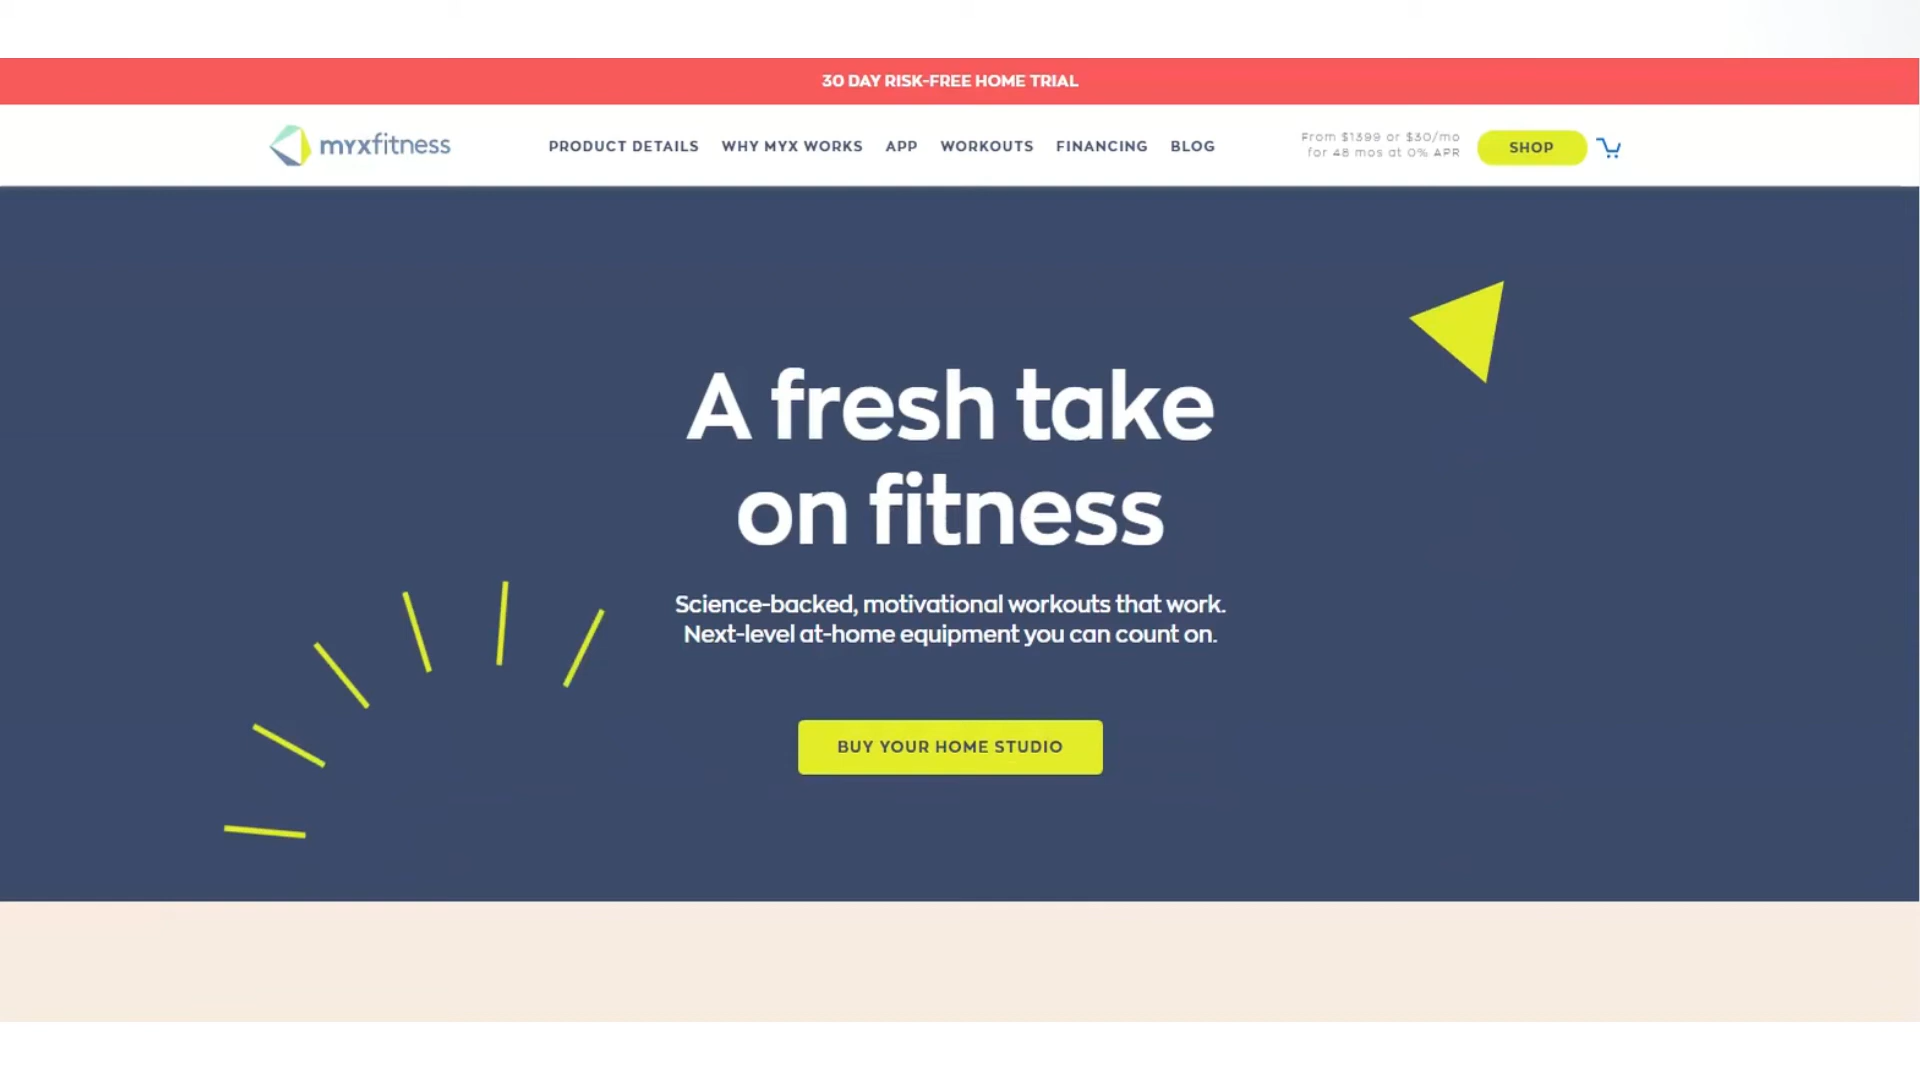 30 DAY RISK-FREE HOME TRIAL
myxfitness
PRODUCT DETAILS WHY MYX WORKS APP WORKOUTS FINANCING BLOG
From $1399 or $30/mo
for 48 mos at 0% APR
SHOP
A fresh take
on fitness
Science-backed, motivational workouts that work.
Next-level at-home equipment you can count on.
BUY YOUR HOME STUDIO